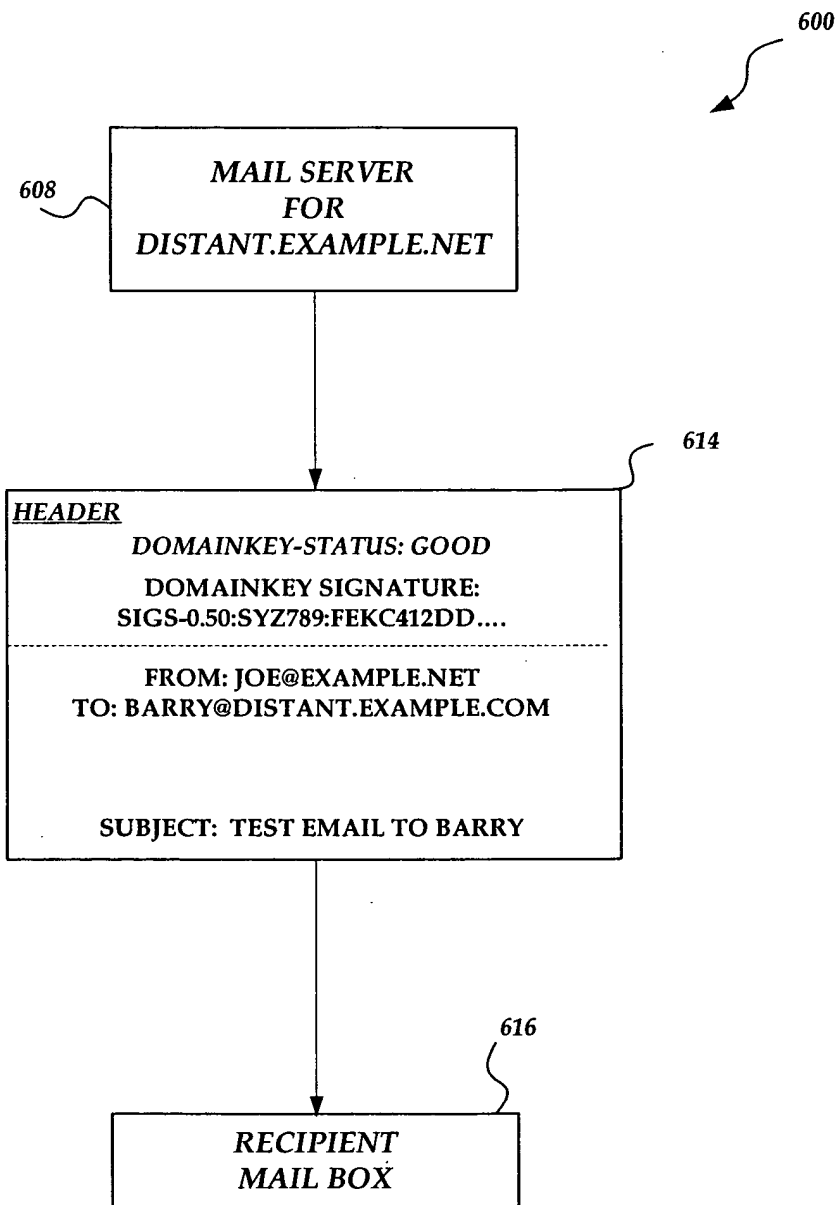 600
MAIL SERVER
FOR
DISTANT.EXAMPLE.NET
608
614
HEADER
DOMAINKEY-STATUS: GOOD
DOMAINKEY SIGNATURE:
SIGS-0.50:SYZ789:FEKC412DD....
FROM: JOE@EXAMPLE.NET
TO: BARRY@DISTANT.EXAMPLE.COM
SUBJECT: TEST EMAIL TO BARRY
616
RECIPIENT
MAIL BOX